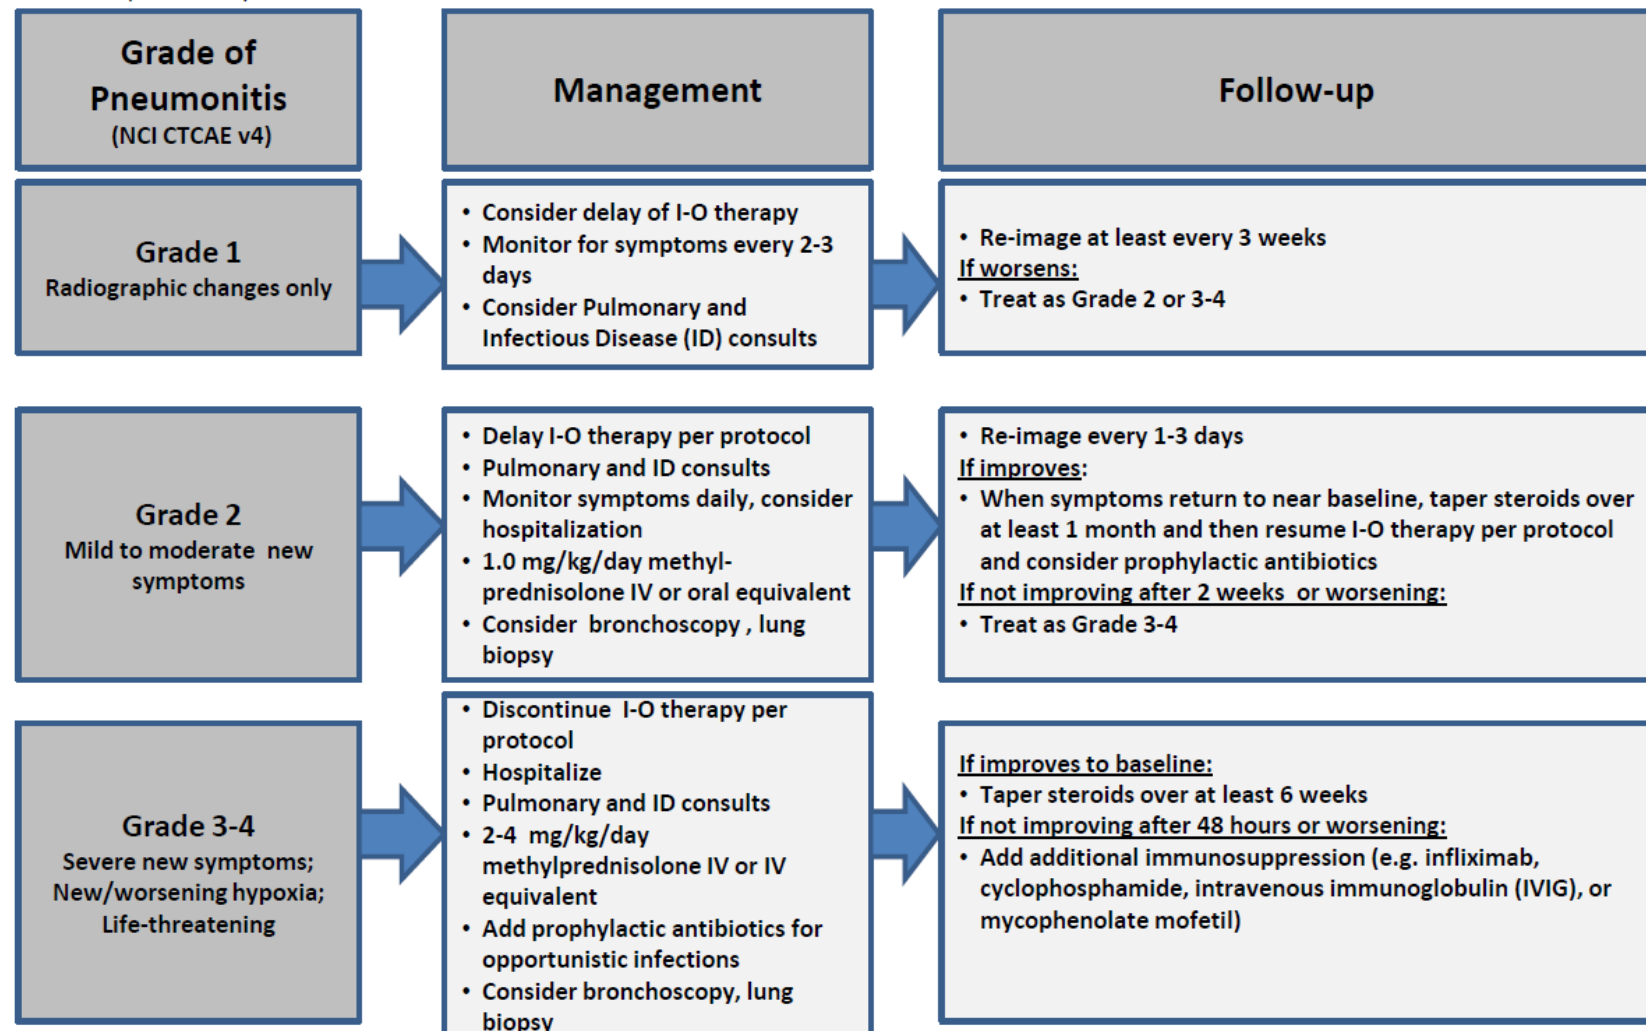 Grade of
Pneumonitis
(NCI CTCAE v4)
Management
Follow-up
Grade 1
Radiographic changes only
• Consider delay of I-O therapy
• Monitor for symptoms every 2-3
days
• Consider Pulmonary and
Infectious Disease (ID) consults
• Re-image at least every 3 weeks
If worsens:
• Treat as Grade 2 or 3-4
Grade 2
Mild to moderate new
symptoms
• Delay I-O therapy per protocol
• Pulmonary and ID consults
• Monitor symptoms daily, consider
hospitalization
• 1.0 mg/kg/day methyl-
prednisolone IV or oral equivalent
• Consider bronchoscopy , lung
biopsy
• Re-image every 1-3 days
If improves:
• When symptoms return to near baseline, taper steroids over
at least 1 month and then resume I-O therapy per protocol
and consider prophylactic antibiotics
If not improving after 2 weeks or worsening:
• Treat as Grade 3-4
Grade 3-4
Severe new symptoms;
New/worsening hypoxia;
Life-threatening
• Discontinue I-O therapy per
protocol
• Hospitalize
• Pulmonary and ID consults
• 2-4 mg/kg/day
methylprednisolone IV or IV
equivalent
• Add prophylactic antibiotics for
opportunistic infections
• Consider bronchoscopy, lung
biopsy
If improves to baseline:
• Taper steroids over at least 6 weeks
If not improving after 48 hours or worsening:
• Add additional immunosuppression (e.g. infliximab,
cyclophosphamide, intravenous immunoglobulin (IVIG), or
mycophenolate mofetil)